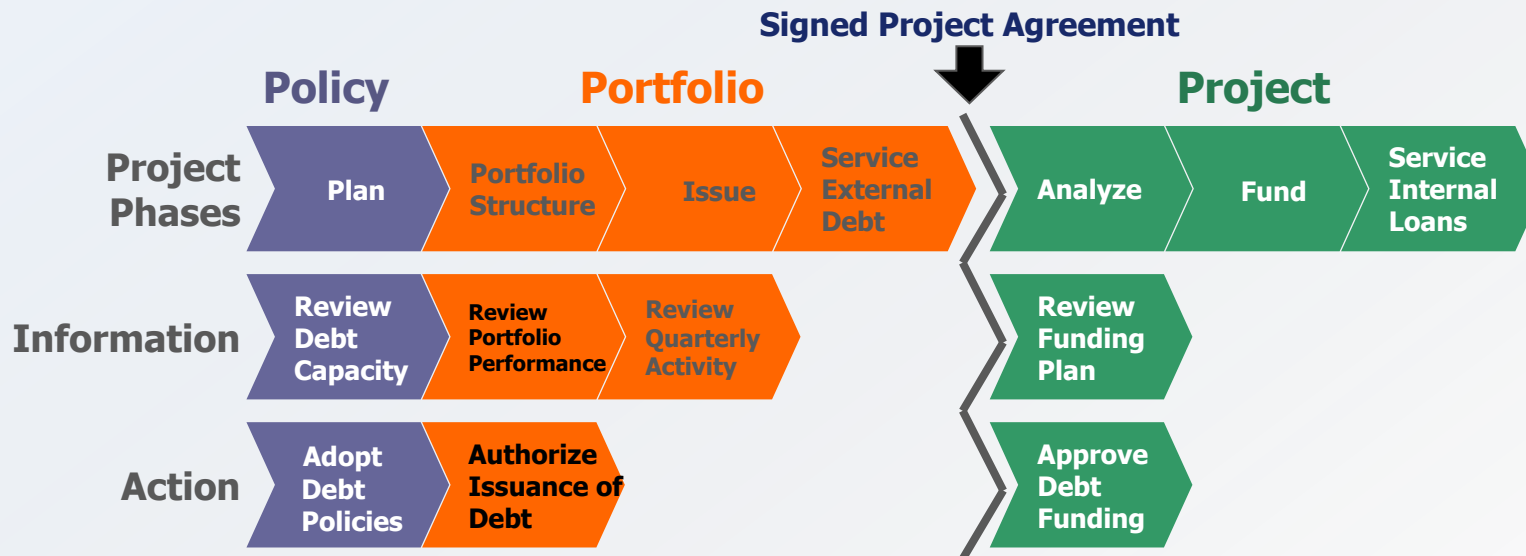 Signed Project Agreement
Policy
Portfolio
Project
Project
Phases
Plan
Portfolio
Structure
Issue
Service
External
Debt
Analyze
Fund
Service
Internal
Loans
Information
Review
Debt
Capacity
Review
Portfolio
Performance
Review
Quarterly
Activity
Review
Funding
Plan
Action
Adopt
Debt
Policies
Authorize
Issuance of
Debt
Approve
Debt
Funding